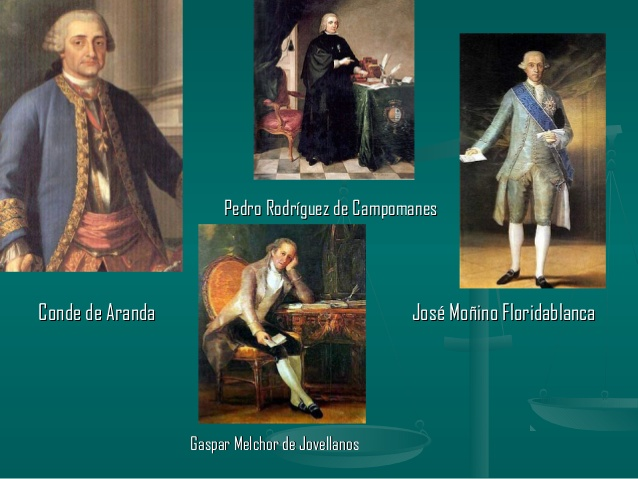 Pedro Rodríguez de Campomanes
Conde de Aranda
José Moñino Floridablanca
Gaspar Melchor de Jovellanos